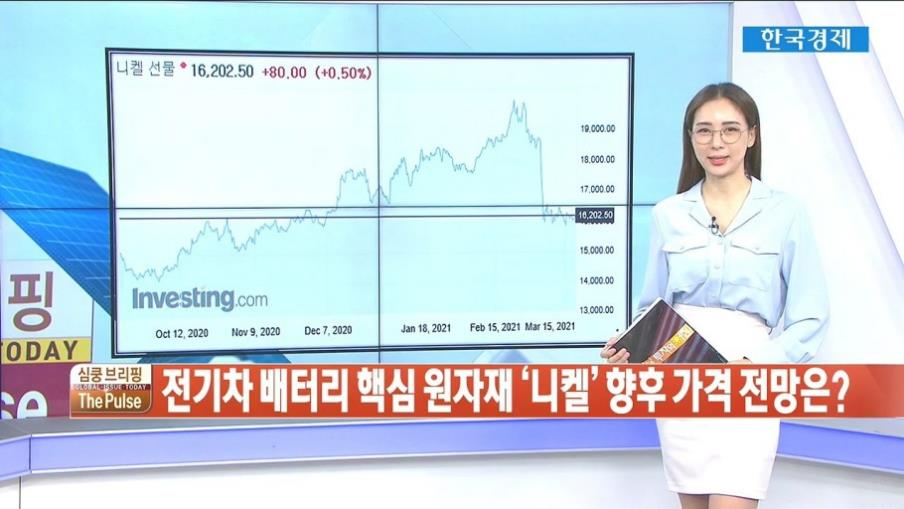 한국경제
니켈 선물 16,202.50 +80.00 (+0.50%)
19,000.00
18,000.00
17,000.00
16,202.50
15,000.00
14,000.00
13,000.00
Investing.com
Oct 12, 2020 Nov 9, 2020 Dec 7, 2020 Jan 18, 2021 Feb 15, 2021 Mar 15, 2021
핑
TODAY
se
심쿵 브리핑
GLOBAL ISSUE TODAY
The Pulse
전기차 배터리 핵심 원자재 ‘니켈’ 향후 가격 전망은?